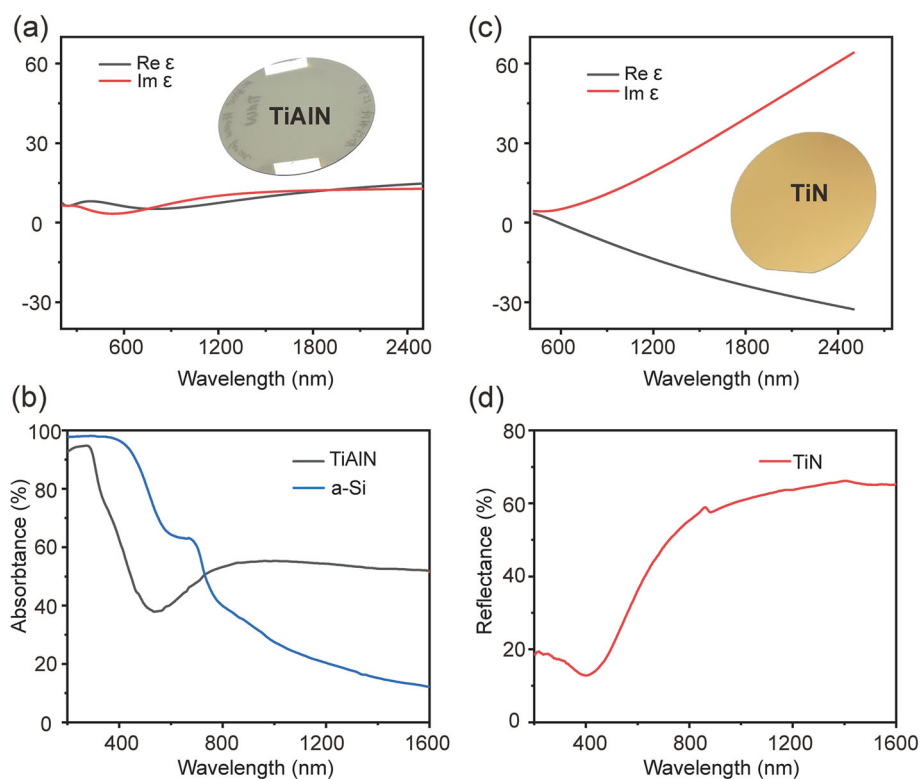 (a)
60
30
0
-30
Re ε
Im ε
TiAlN
600
1200
1800
2400
Wavelength (nm)
(c)
60
30
0
-30
Re ε
Im ε
TiN
600
1200
1800
2400
Wavelength (nm)
(b)
100
80
60
40
20
0
Absorbtance (%)
TiAlN
a-Si
400
800
1200
1600
Wavelength (nm)
(d)
80
60
40
20
0
Reflectance (%)
TiN
400
800
1200
1600
Wavelength (nm)